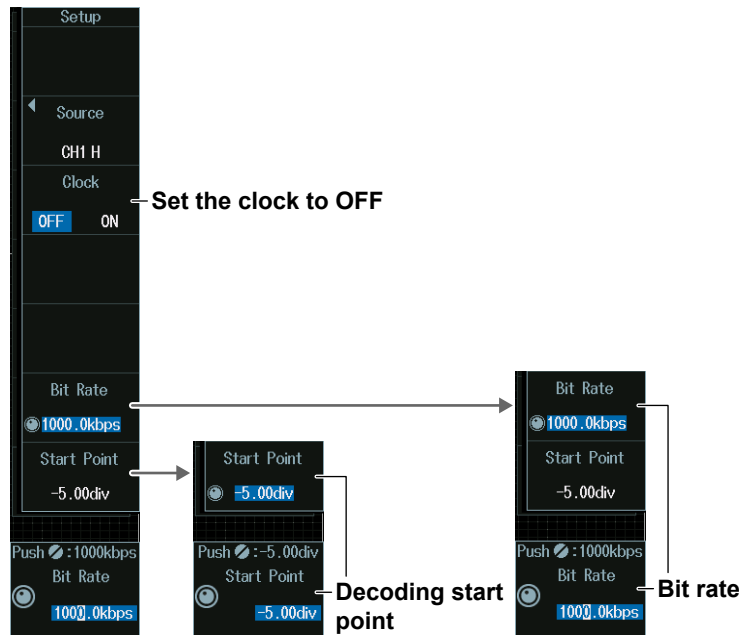 Setup
Source
CH1 H
Clock
OFF ON
Set the clock to OFF
Bit Rate
1000.0kbps
Start Point
-5.00div
Push :1000kbps
Bit Rate
1000.0kbps
Start Point
-5.00div
Push :-5.00div
Start Point
-5.00div
Decoding start
point
Bit Rate
1000.0kbps
Start Point
-5.00div
Push :1000kbps
Bit Rate
1000.0kbps
Bit rate